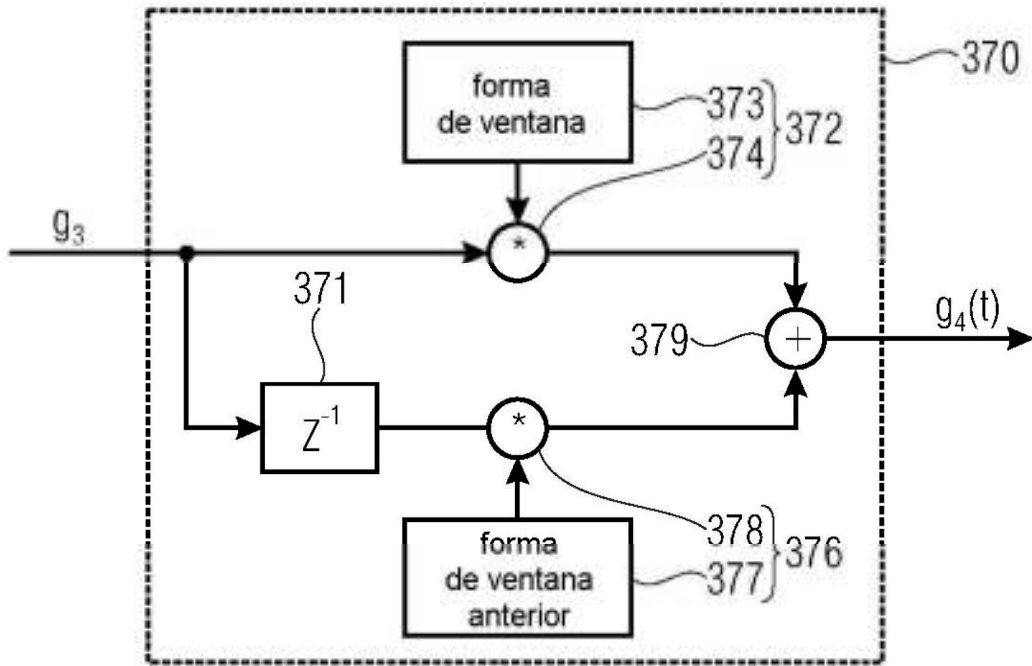 370
forma
de ventana
373
372
374
*
g₃
371
379
+
g₄(t)
Z⁻¹
*
378
376
377
forma
de ventana
anterior